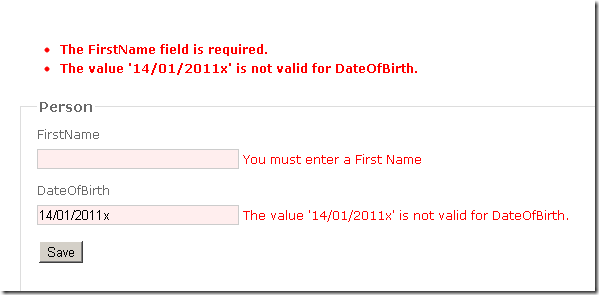 The FirstName field is required.
The value '14/01/2011x' is not valid for DateOfBirth.
Person
FirstName
You must enter a First Name
DateOfBirth
14/01/2011x The value '14/01/2011x' is not valid for DateOfBirth.
Save